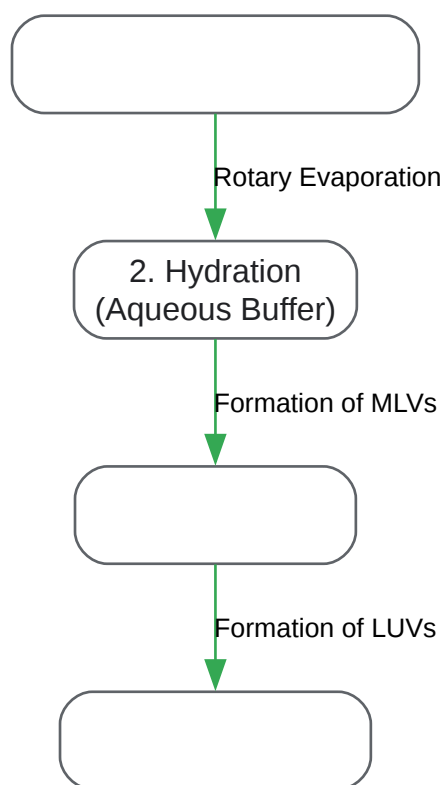 Rotary Evaporation
2. Hydration
(Aqueous Buffer)
Formation of MLVs
Formation of LUVs